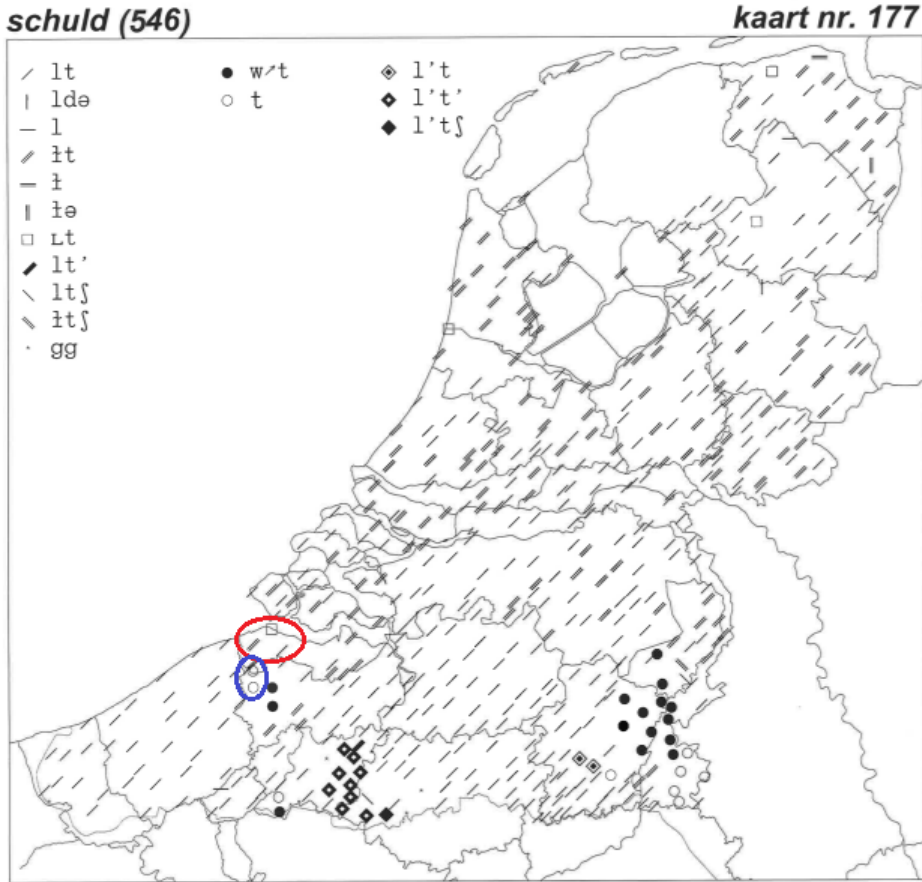 schuld (546)
kaart nr. 177
lt
ldə
l
ɫt
ɫ
ɫə
ʟt
lt’
ltʃ
ɫtʃ
gg
w↗t
t
l’t
l’t’
l’tʃ